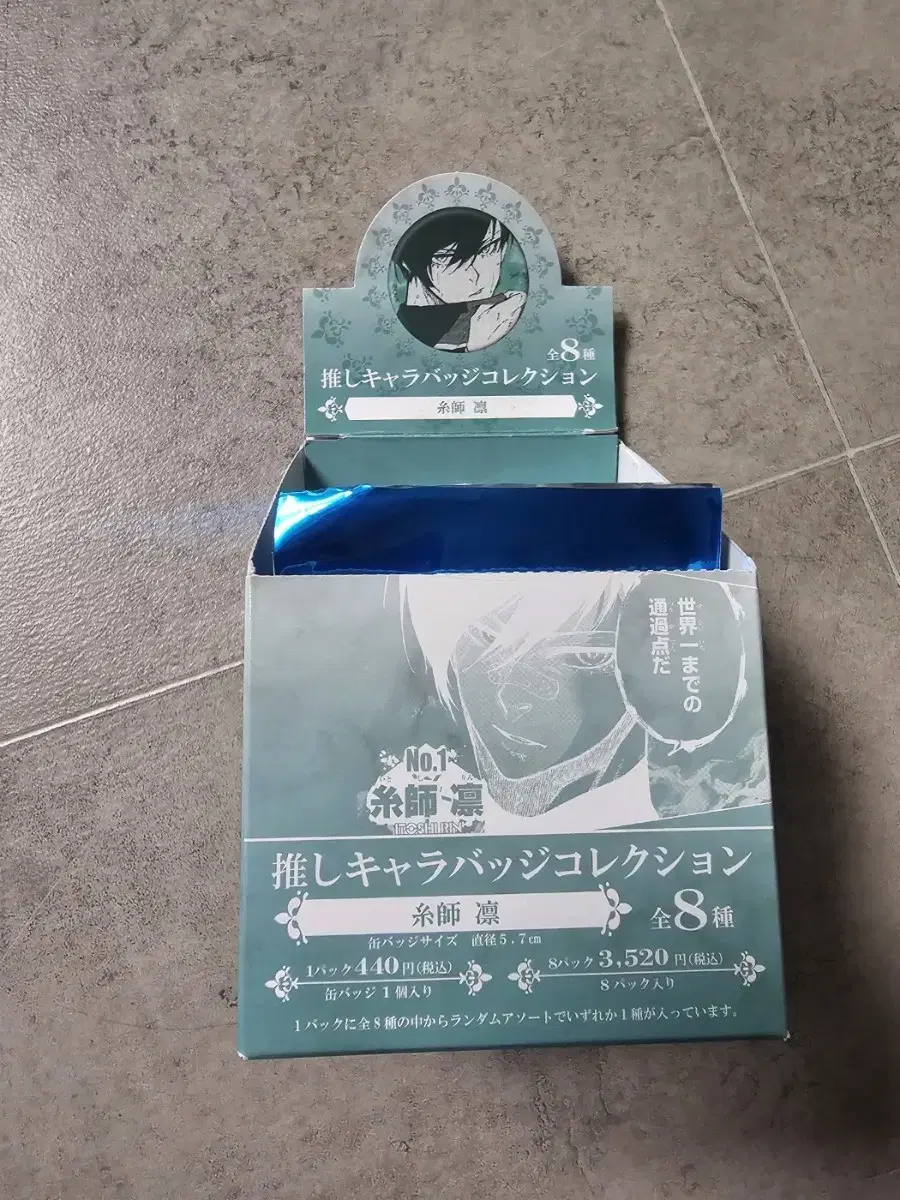 全8種
推しキャラバッジコレクション
糸師 凛
世界一までの
通過点だ
No.1
いとし りん
糸師 凛
ITOSHI RIN
推しキャラバッジコレクション
糸師 凛
全8種
缶バッジサイズ 直径5.7cm
1パック440円(税込)
缶バッジ1個入り
8パック 3,520円(税込)
8パック入り
1パックに全8種の中からランダムアソートでいずれか1種が入っています。